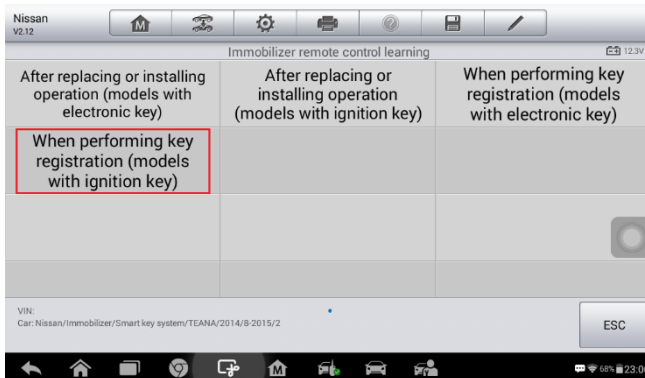 Nissan
V2.12
Immobilizer remote control learning
12.3V
After replacing or installing
operation (models with
electronic key)
After replacing or
installing operation
(models with ignition key)
When performing key
registration (models
with electronic key)
When performing key
registration (models
with ignition key)
VIN:
Car: Nissan/Immobilizer/Smart key system/TEANA/2014/8-2015/2
ESC
68%